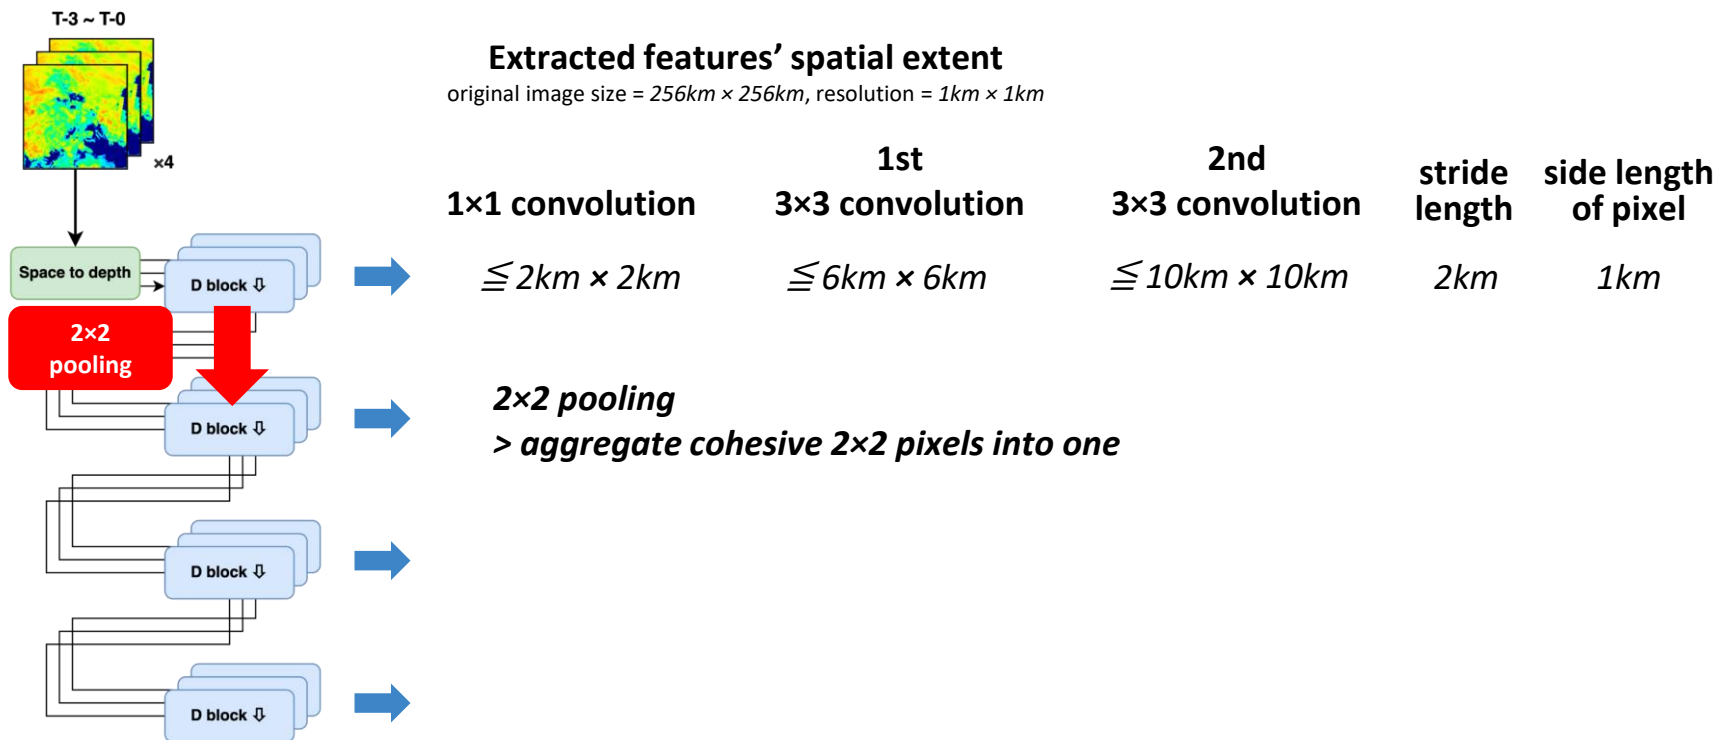 T-3 ~ T-0
×4
Extracted features’ spatial extent
original image size = 256km × 256km, resolution = 1km × 1km
1×1 convolution
1st
3×3 convolution
2nd
3×3 convolution
stride
length
side length
of pixel
Space to depth
D block ⇩
≦ 2km × 2km
≦ 6km × 6km
≦ 10km × 10km
2km
1km
2×2
pooling
D block ⇩
2×2 pooling
> aggregate cohesive 2×2 pixels into one
D block ⇩
D block ⇩